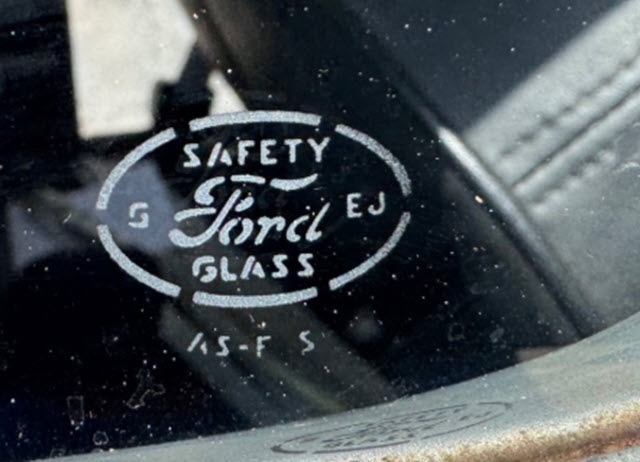 SAFETY
G Ford EJ
GLASS
AS-F S